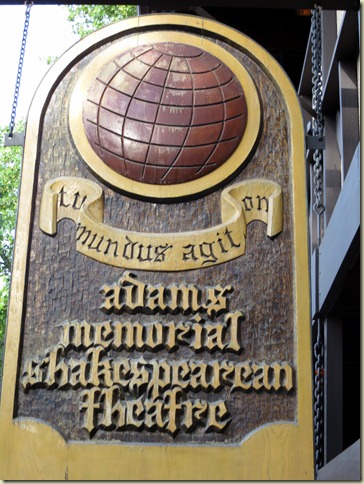 tu mundus agit on
adams
memorial
shakespearean
theatre